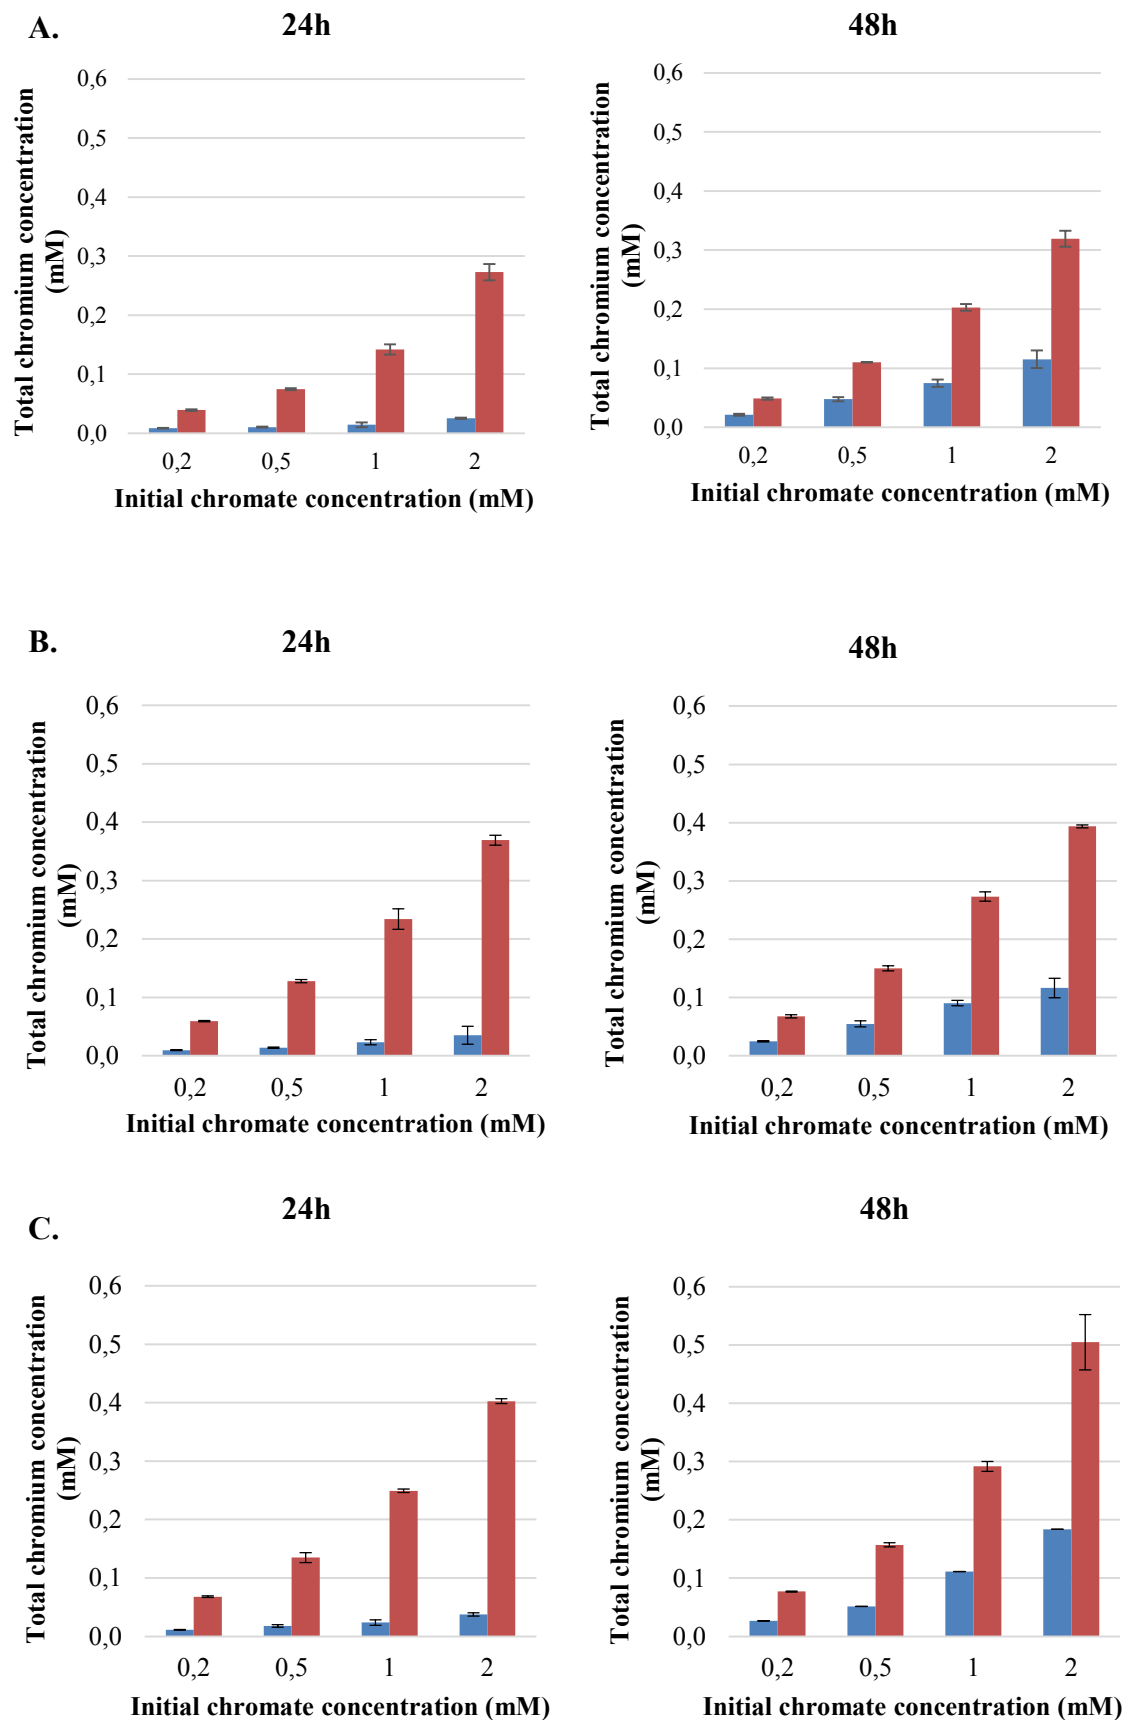 A.
24h
48h
Total chromium concentration
(mM)
0,6
0,5
0,4
0,3
0,2
0,1
0,0
0,2 0,5 1 2
Initial chromate concentration (mM)
Total chromium concentration
(mM)
0,6
0,5
0,4
0,3
0,2
0,1
0,0
0,2 0,5 1 2
Initial chromate concentration (mM)
B.
24h
48h
Total chromium concentration
(mM)
0,6
0,5
0,4
0,3
0,2
0,1
0,0
0,2 0,5 1 2
Initial chromate concentration (mM)
Total chromium concentration
(mM)
0,6
0,5
0,4
0,3
0,2
0,1
0,0
0,2 0,5 1 2
Initial chromate concentration (mM)
C.
24h
48h
Total chromium concentration
(mM)
0,6
0,5
0,4
0,3
0,2
0,1
0,0
0,2 0,5 1 2
Initial chromate concentration (mM)
Total chromium concentration
(mM)
0,6
0,5
0,4
0,3
0,2
0,1
0,0
0,2 0,5 1 2
Initial chromate concentration (mM)